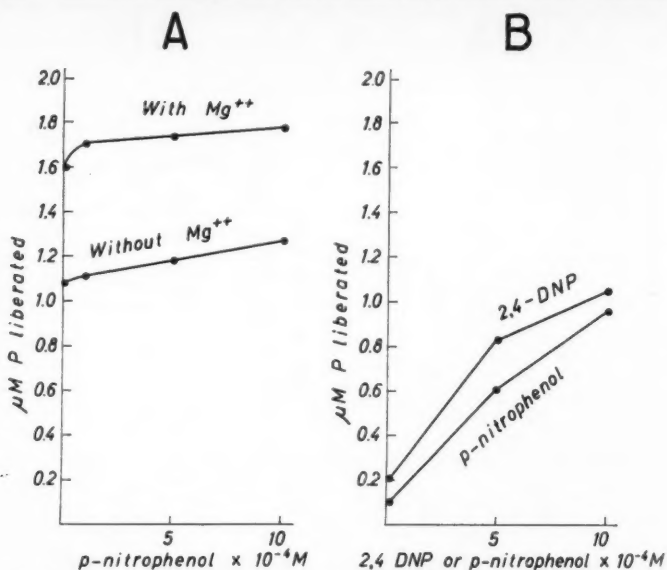 A
2.0
1.8
1.6
1.4
1.2
1.0
0.8
0.6
0.4
0.2
µM P liberated
With Mg++
Without Mg++
5
10
p-nitrophenol × 10-4M
B
2.0
1.8
1.6
1.4
1.2
1.0
0.8
0.6
0.4
0.2
µM P liberated
2,4-DNP
p-nitrophenol
5
10
2,4 DNP or p-nitrophenol × 10-4M